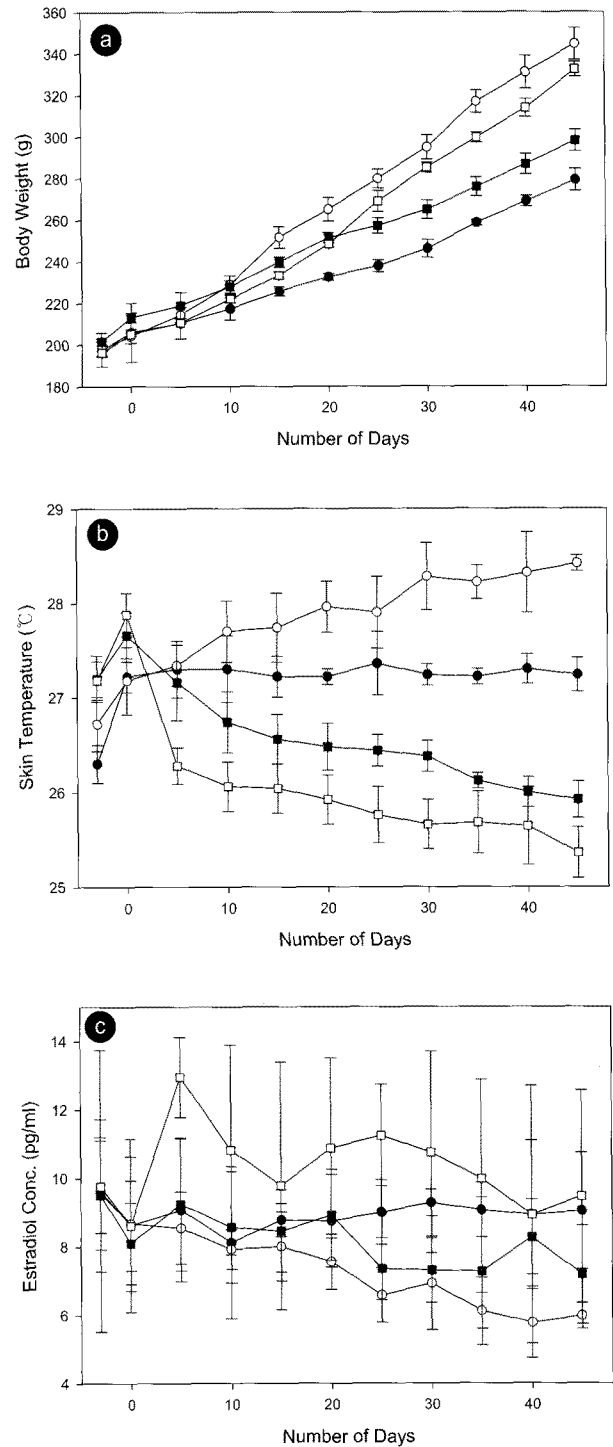 a
360
340
320
300
280
260
240
220
200
180
Body Weight (g)
0 10 20 30 40
Number of Days
b
29
28
27
26
25
Skin Temperature (℃)
0 10 20 30 40
Number of Days
c
14
12
10
8
6
4
Estradiol Conc. (pg/ml)
0 10 20 30 40
Number of Days